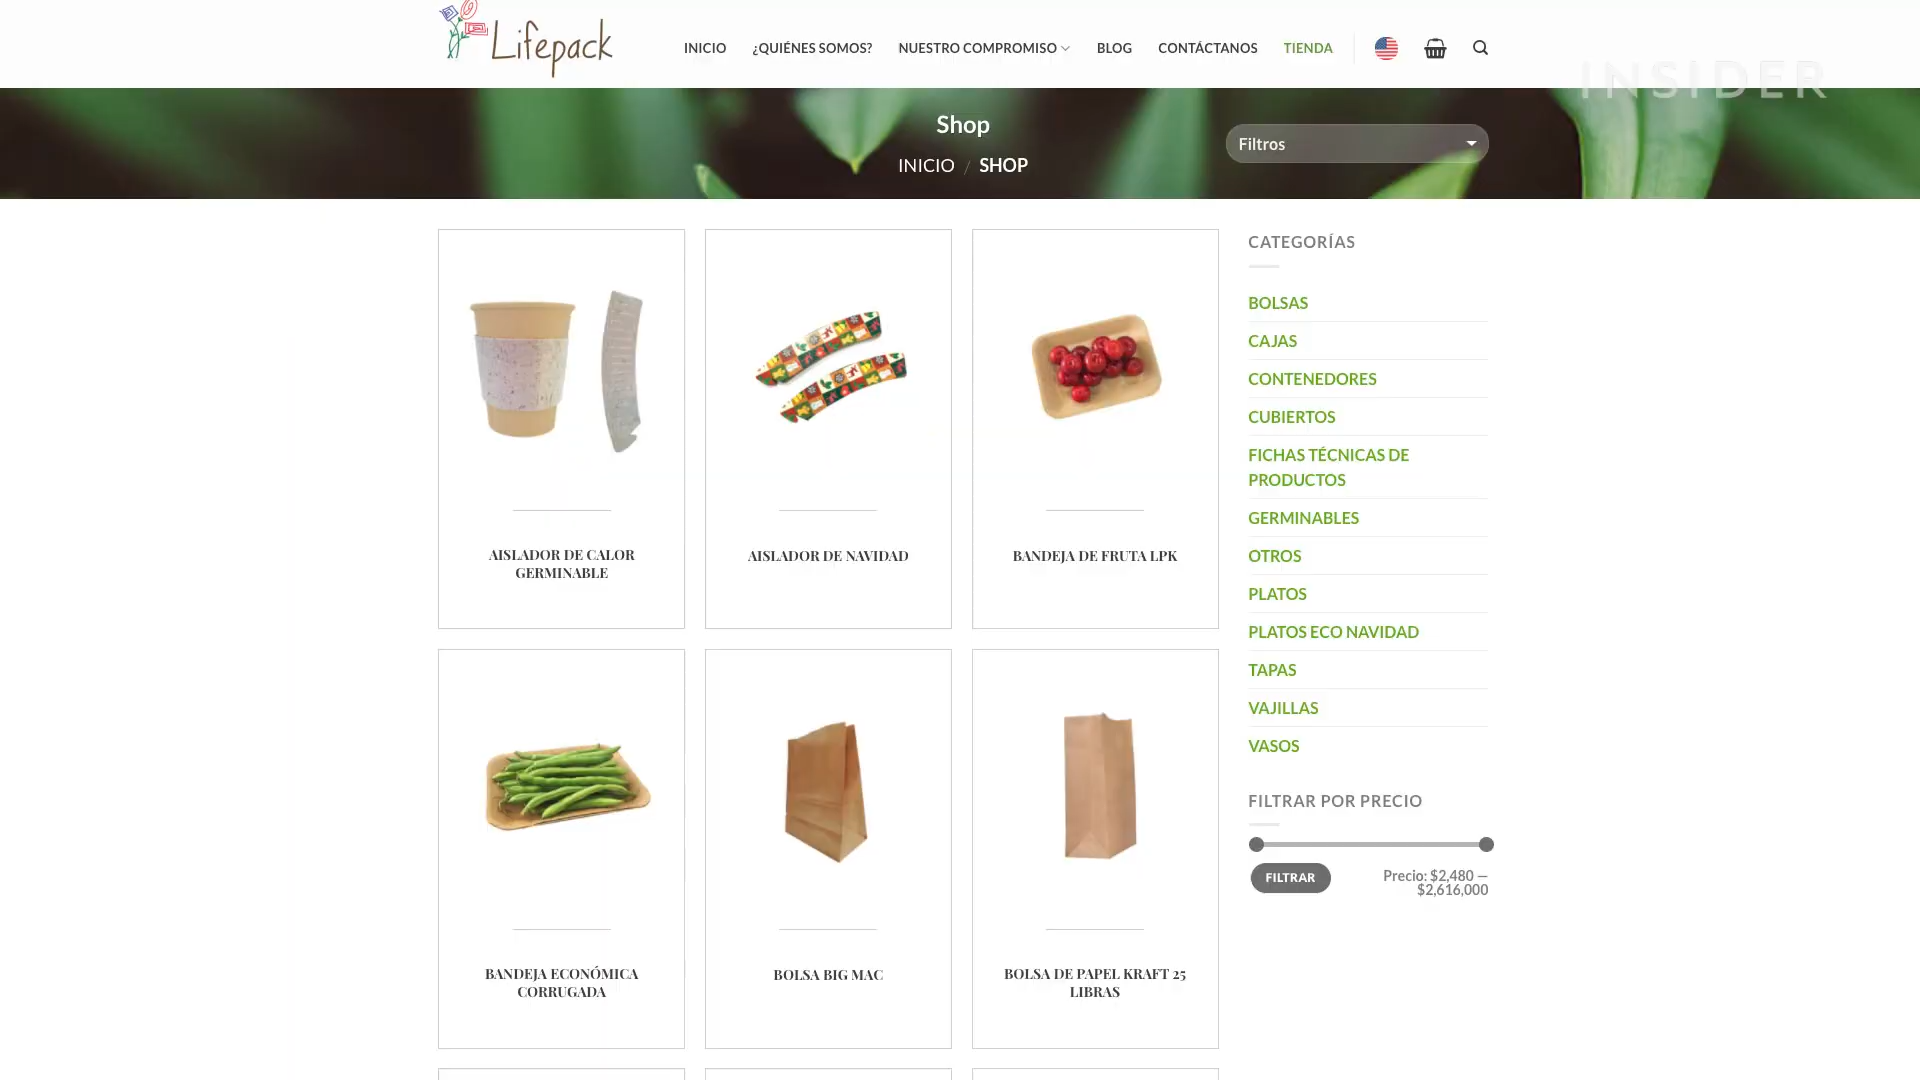 Lifepack
INICIO
¿QUIÉNES SOMOS?
NUESTRO COMPROMISO
BLOG
CONTÁCTANOS
TIENDA
INSIDER
Shop
INICIO / SHOP
Filtros
AISLADOR DE CALOR
GERMINABLE
AISLADOR DE NAVIDAD
BANDEJA DE FRUTA LPK
BANDEJA ECONÓMICA
CORRUGADA
BOLSA BIG MAC
BOLSA DE PAPEL KRAFT 25
LIBRAS
CATEGORÍAS
BOLSAS
CAJAS
CONTENEDORES
CUBIERTOS
FICHAS TÉCNICAS DE
PRODUCTOS
GERMINABLES
OTROS
PLATOS
PLATOS ECO NAVIDAD
TAPAS
VAJILLAS
VASOS
FILTRAR POR PRECIO
FILTRAR
Precio: $2,480 —
$2,616,000